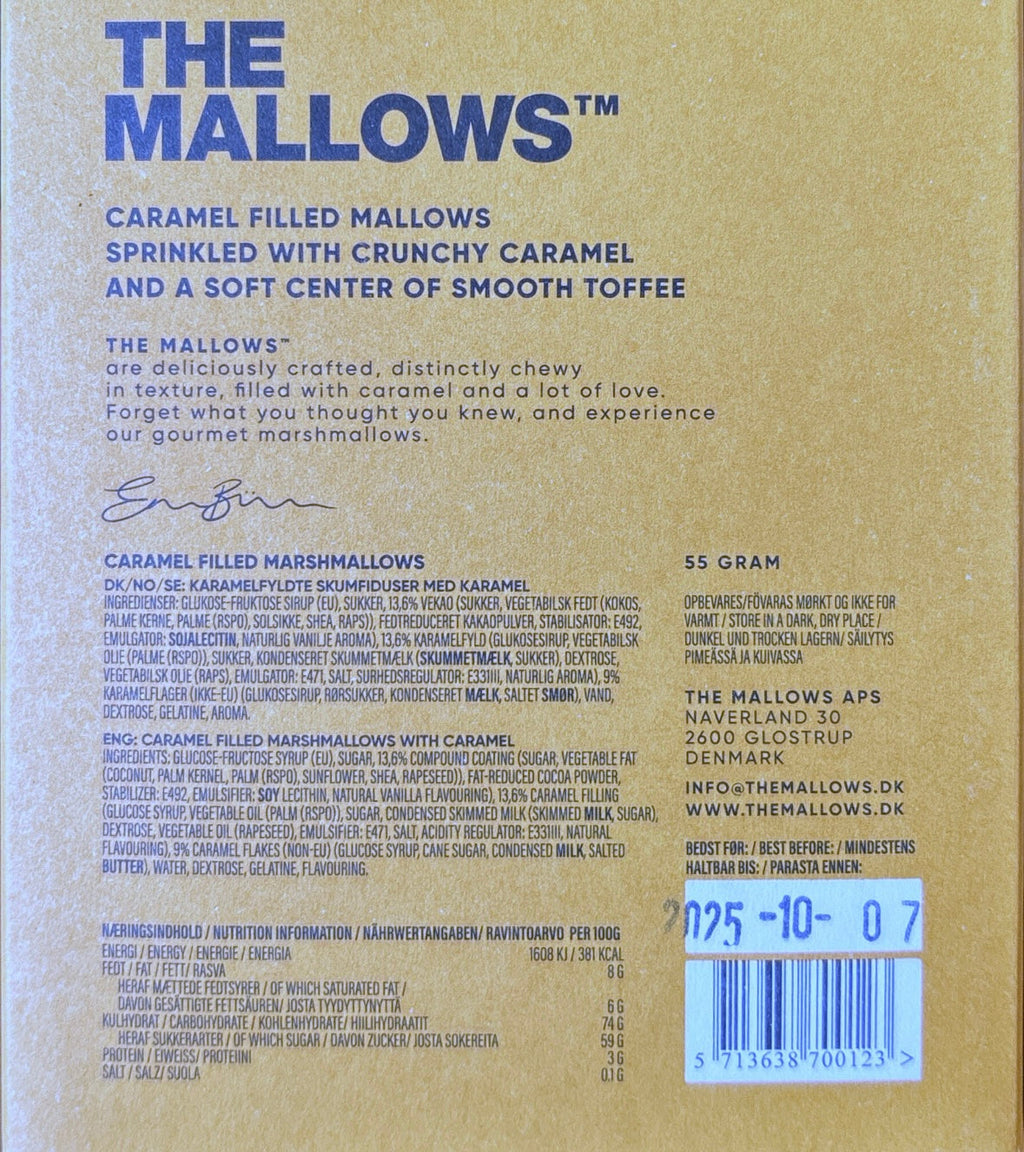 THE
MALLOWS™
CARAMEL FILLED MALLOWS
SPRINKLED WITH CRUNCHY CARAMEL
AND A SOFT CENTER OF SMOOTH TOFFEE
THE MALLOWS™
are deliciously crafted, distinctly chewy
in texture, filled with caramel and a lot of love.
Forget what you thought you knew, and experience
our gourmet marshmallows.
CARAMEL FILLED MARSHMALLOWS
DK/NO/SE: KARAMELFYLDTE SKUMFIDUSER MED KARAMEL
INGREDIENSER: GLUKOSE-FRUKTOSE SIRUP (EU), SUKKER, 13,6% VEKAO (SUKKER, VEGETABILSK FEDT (KOKOS,
PALME KERNE, PALME (RSPO), SOLSIKKE, SHEA, RAPS)), FEDTREDUCERET KAKAOPULVER, STABILISATOR: E492,
EMULGATOR: SOJALECITIN, NATURLIG VANILJE AROMA), 13,6% KARAMELFYLD (GLUKOSESIRUP, VEGETABILSK
OLIE (PALME (RSPO)), SUKKER, KONDENSERET SKUMMETMÆLK (SKUMMETMÆLK, SUKKER), DEXTROSE,
VEGETABILSK OLIE (RAPS), EMULGATOR: E471, SALT, SURHEDSREGULATOR: E331III, NATURLIG AROMA), 9%
KARAMELFLAGER (IKKE-EU) (GLUKOSESIRUP, RØRSUKKER, KONDENSERET MÆLK, SALTET SMØR), VAND,
DEXTROSE, GELATINE, AROMA.
ENG: CARAMEL FILLED MARSHMALLOWS WITH CARAMEL
INGREDIENTS: GLUCOSE-FRUCTOSE SYRUP (EU), SUGAR, 13,6% COMPOUND COATING (SUGAR, VEGETABLE FAT
(COCONUT, PALM KERNEL, PALM (RSPO), SUNFLOWER, SHEA, RAPESEED)), FAT-REDUCED COCOA POWDER,
STABILIZER: E492, EMULSIFIER: SOY LECITHIN, NATURAL VANILLA FLAVOURING), 13,6% CARAMEL FILLING
(GLUCOSE SYRUP, VEGETABLE OIL (PALM (RSPO)), SUGAR, CONDENSED SKIMMED MILK (SKIMMED MILK, SUGAR),
DEXTROSE, VEGETABLE OIL (RAPESEED), EMULSIFIER: E471, SALT, ACIDITY REGULATOR: E331III, NATURAL
FLAVOURING), 9% CARAMEL FLAKES (NON-EU) (GLUCOSE SYRUP, CANE SUGAR, CONDENSED MILK, SALTED
BUTTER), WATER, DEXTROSE, GELATINE, FLAVOURING.
NÆRINGSINDHOLD / NUTRITION INFORMATION / NÄHRWERTANGABEN/ RAVINTOARVO PER 100G
ENERGI / ENERGY / ENERGIE / ENERGIA 1608 KJ / 381 KCAL
FEDT / FAT / FETT/ RASVA 8 G
HERAF MÆTTEDE FEDTSYRER / OF WHICH SATURATED FAT /
DAVON GESÄTTIGTE FETTSÄUREN/ JOSTA TYYDYTTYNYTTÄ 6 G
KULHYDRAT / CARBOHYDRATE / KOHLENHYDRATE/ HIILIHYDRAATIT 74 G
HERAF SUKKERARTER / OF WHICH SUGAR / DAVON ZUCKER/ JOSTA SOKEREITA 59 G
PROTEIN / EIWEISS/ PROTEIINI 3 G
SALT / SALZ/ SUOLA 0.1 G
55 GRAM
OPBEVARES/FÖVARAS MØRKT OG IKKE FOR
VARMT / STORE IN A DARK, DRY PLACE /
DUNKEL UND TROCKEN LAGERN/ SÄILYTYS
PIMEÄSSÄ JA KUIVASSA
THE MALLOWS APS
NAVERLAND 30
2600 GLOSTRUP
DENMARK
INFO@THEMALLOWS.DK
WWW.THEMALLOWS.DK
BEDST FØR: / BEST BEFORE: / MINDESTENS
HALTBAR BIS: / PARASTA ENNEN:
2025-10-07
5 713638 700123 >